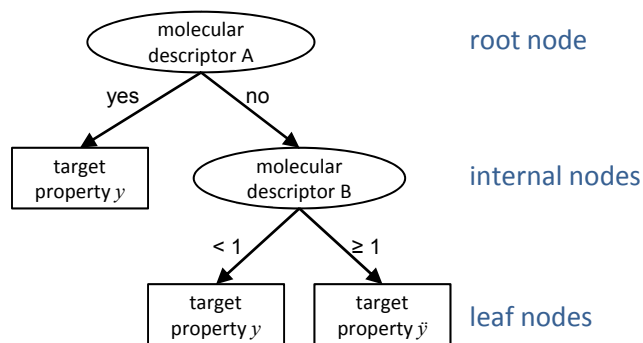 molecular
descriptor A
root node
yes
no
target
property y
molecular
descriptor B
internal nodes
< 1
≥ 1
target
property y
target
property ÿ
leaf nodes